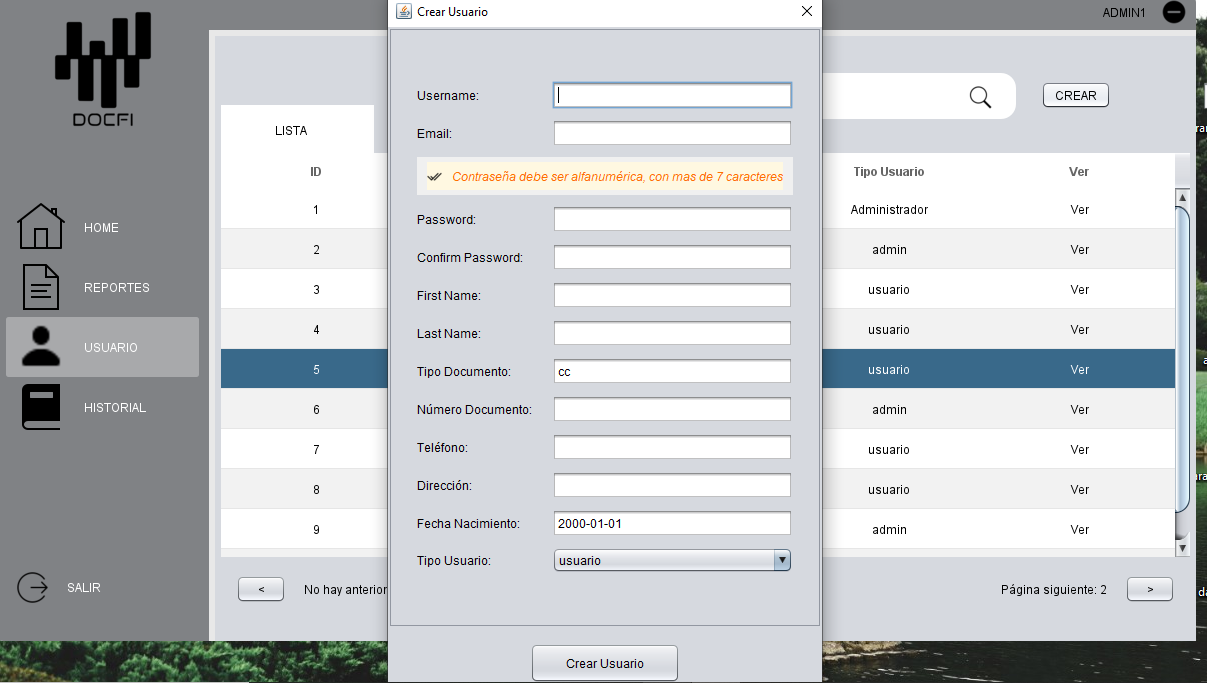 Crear Usuario
ADMIN1
DOCFI
HOME
REPORTES
USUARIO
HISTORIAL
SALIR
CREAR
LISTA
ID Tipo Usuario Ver
1 Administrador Ver
2 admin Ver
3 usuario Ver
4 usuario Ver
5 usuario Ver
6 admin Ver
7 usuario Ver
8 usuario Ver
9 admin Ver
< No hay anterior
Página siguiente: 2 >
Username:
Email:
Contraseña debe ser alfanumérica, con mas de 7 caracteres
Password:
Confirm Password:
First Name:
Last Name:
Tipo Documento: cc
Número Documento:
Teléfono:
Dirección:
Fecha Nacimiento: 2000-01-01
Tipo Usuario: usuario
Crear Usuario